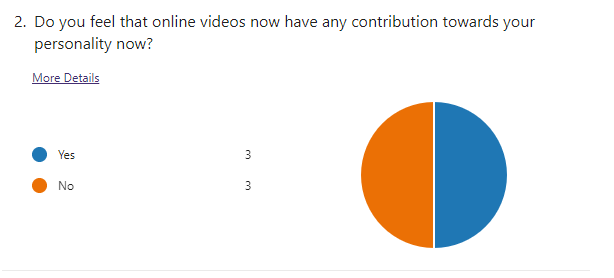 2. Do you feel that online videos now have any contribution towards your
personality now?
More Details
Yes 3
No 3